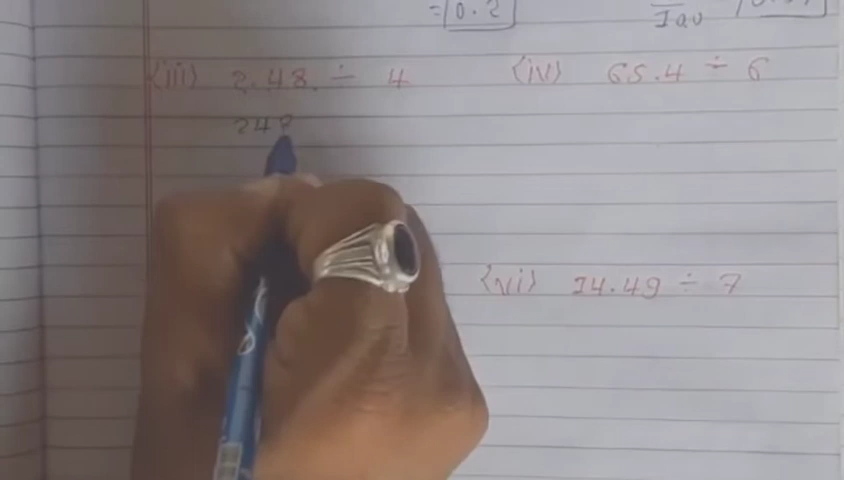 = 0.2
(iii) 2.48 ÷ 4
(iv) 65.4 ÷ 6
248
(vi) 14.49 ÷ 7